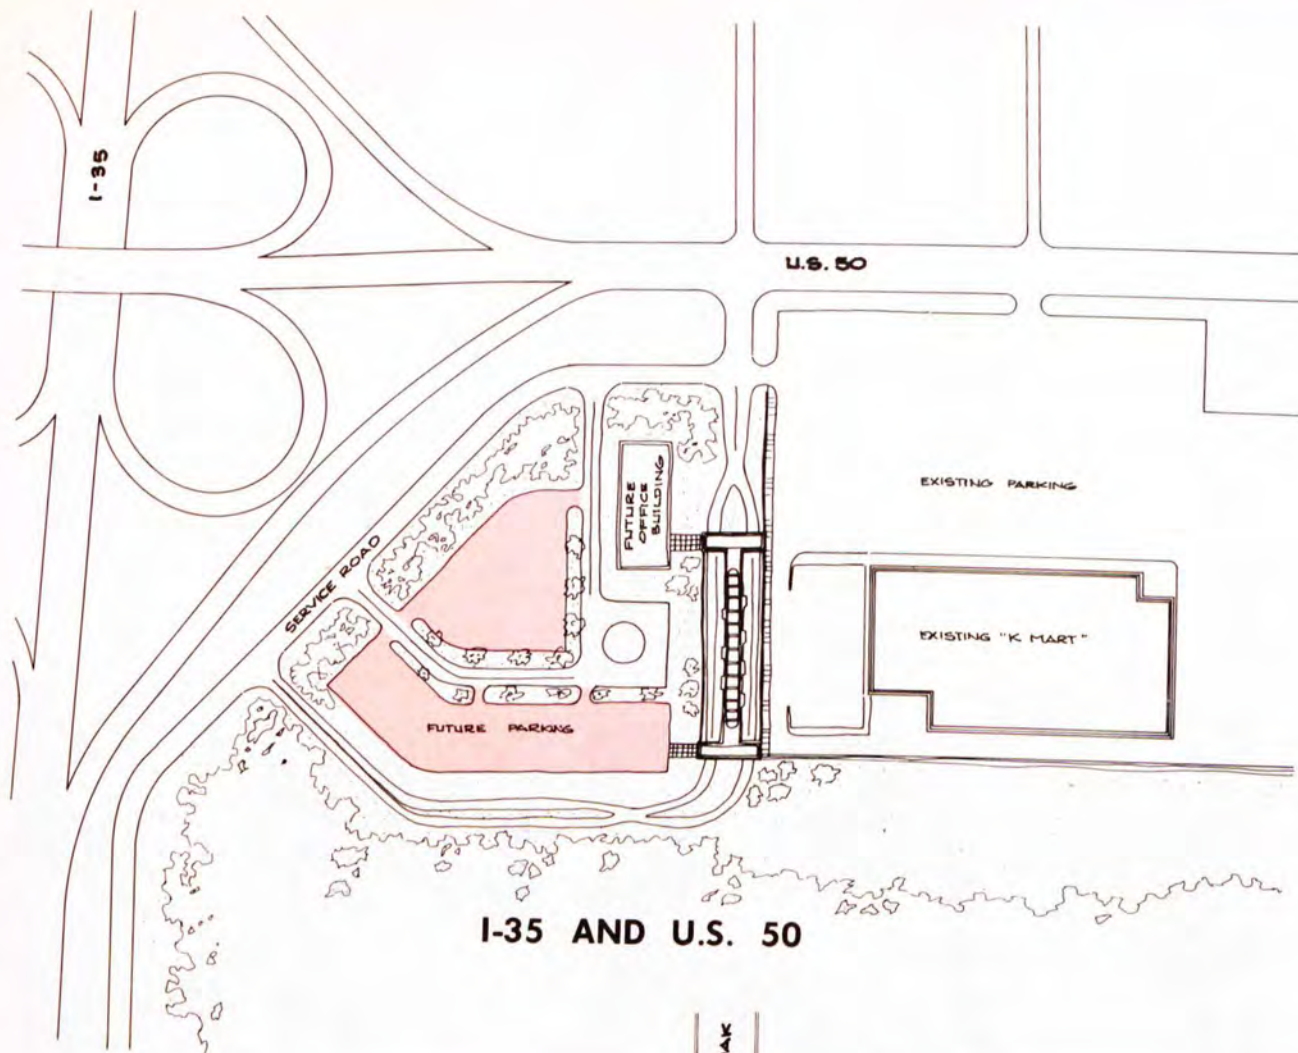 I-35
U.S. 50
EXISTING PARKING
FUTURE
OFFICE
BUILDING
SERVICE ROAD
EXISTING "K MART"
FUTURE PARKING
I-35 AND U.S. 50